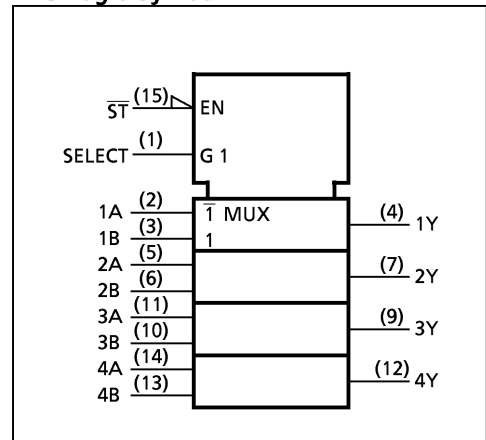 S̅T̅ (15) EN
SELECT (1) G 1
1A (2) 1̅ MUX (4) 1Y
1B (3) 1
2A (5) (7) 2Y
2B (6)
3A (11) (9) 3Y
3B (10)
4A (14) (12) 4Y
4B (13)